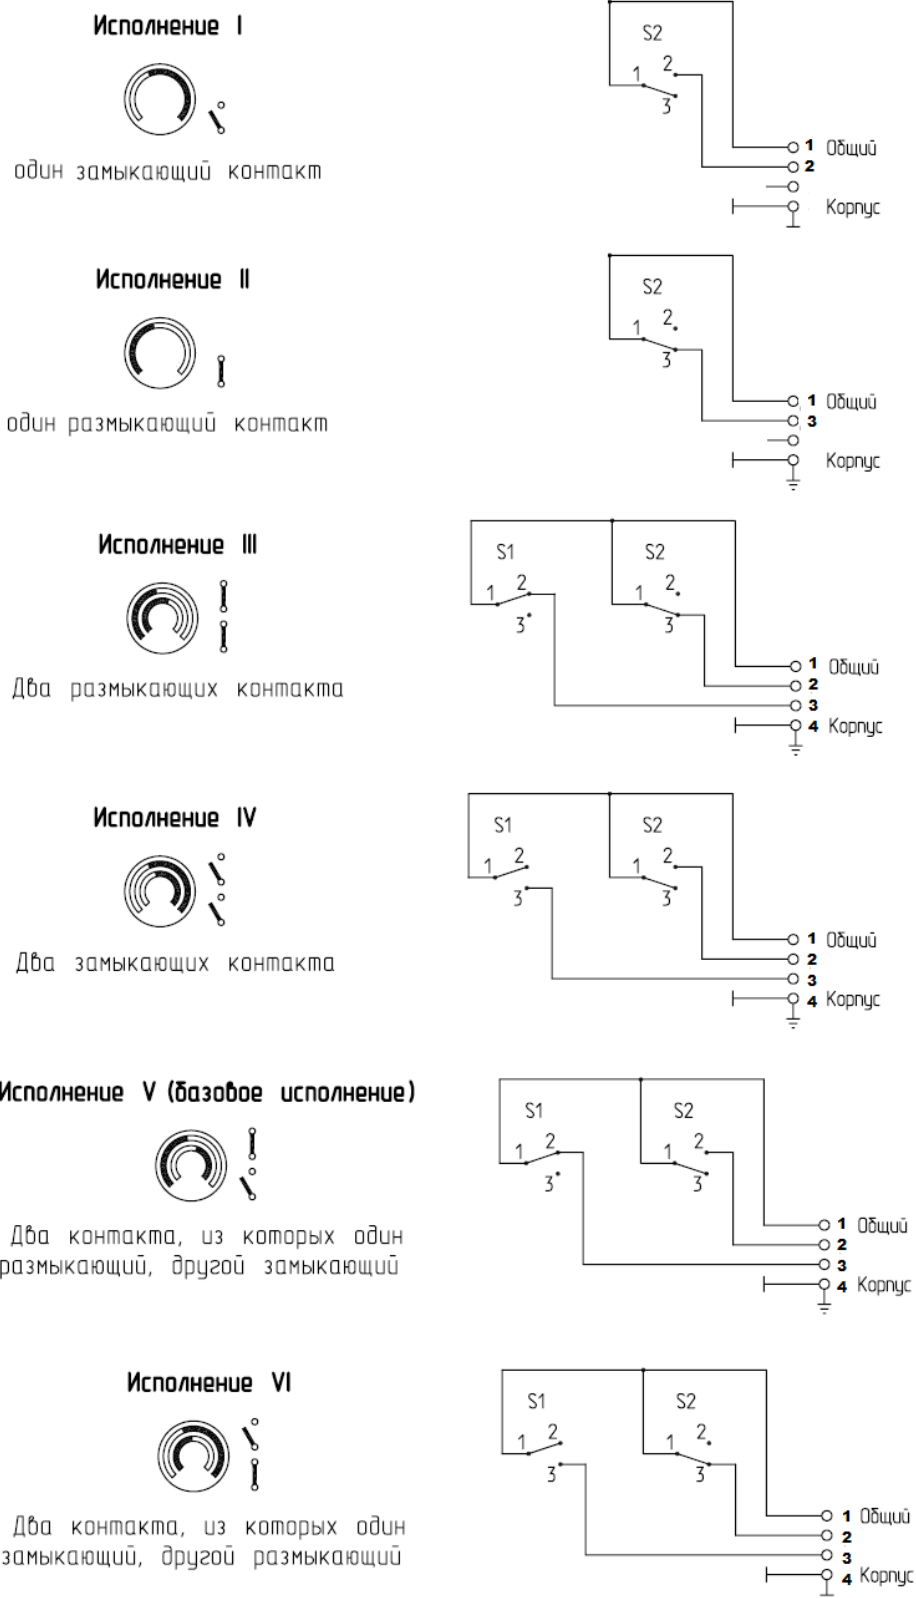 Исполнение I
S2
2
1
3
1 Общий
один замыкающий контакт
2
Корпус
Исполнение II
S2
2
1
3
1 Общий
один размыкающий контакт
3
Корпус
Исполнение III
S1 S2
1 2 1 2
3 3
1 Общий
Два размыкающих контакта
2
3
4 Корпус
Исполнение IV
S1 S2
1 2 1 2
3 3
1 Общий
Два замыкающих контакта
2
3
4 Корпус
Исполнение V (базовое исполнение)
S1 S2
1 2 1 2
3 3
1 Общий
Два контакта, из которых один
2
размыкающий, другой замыкающий
3
4 Корпус
Исполнение VI
S1 S2
1 2 1 2
3 3
1 Общий
Два контакта, из которых один
2
замыкающий, другой размыкающий
3
4 Корпус